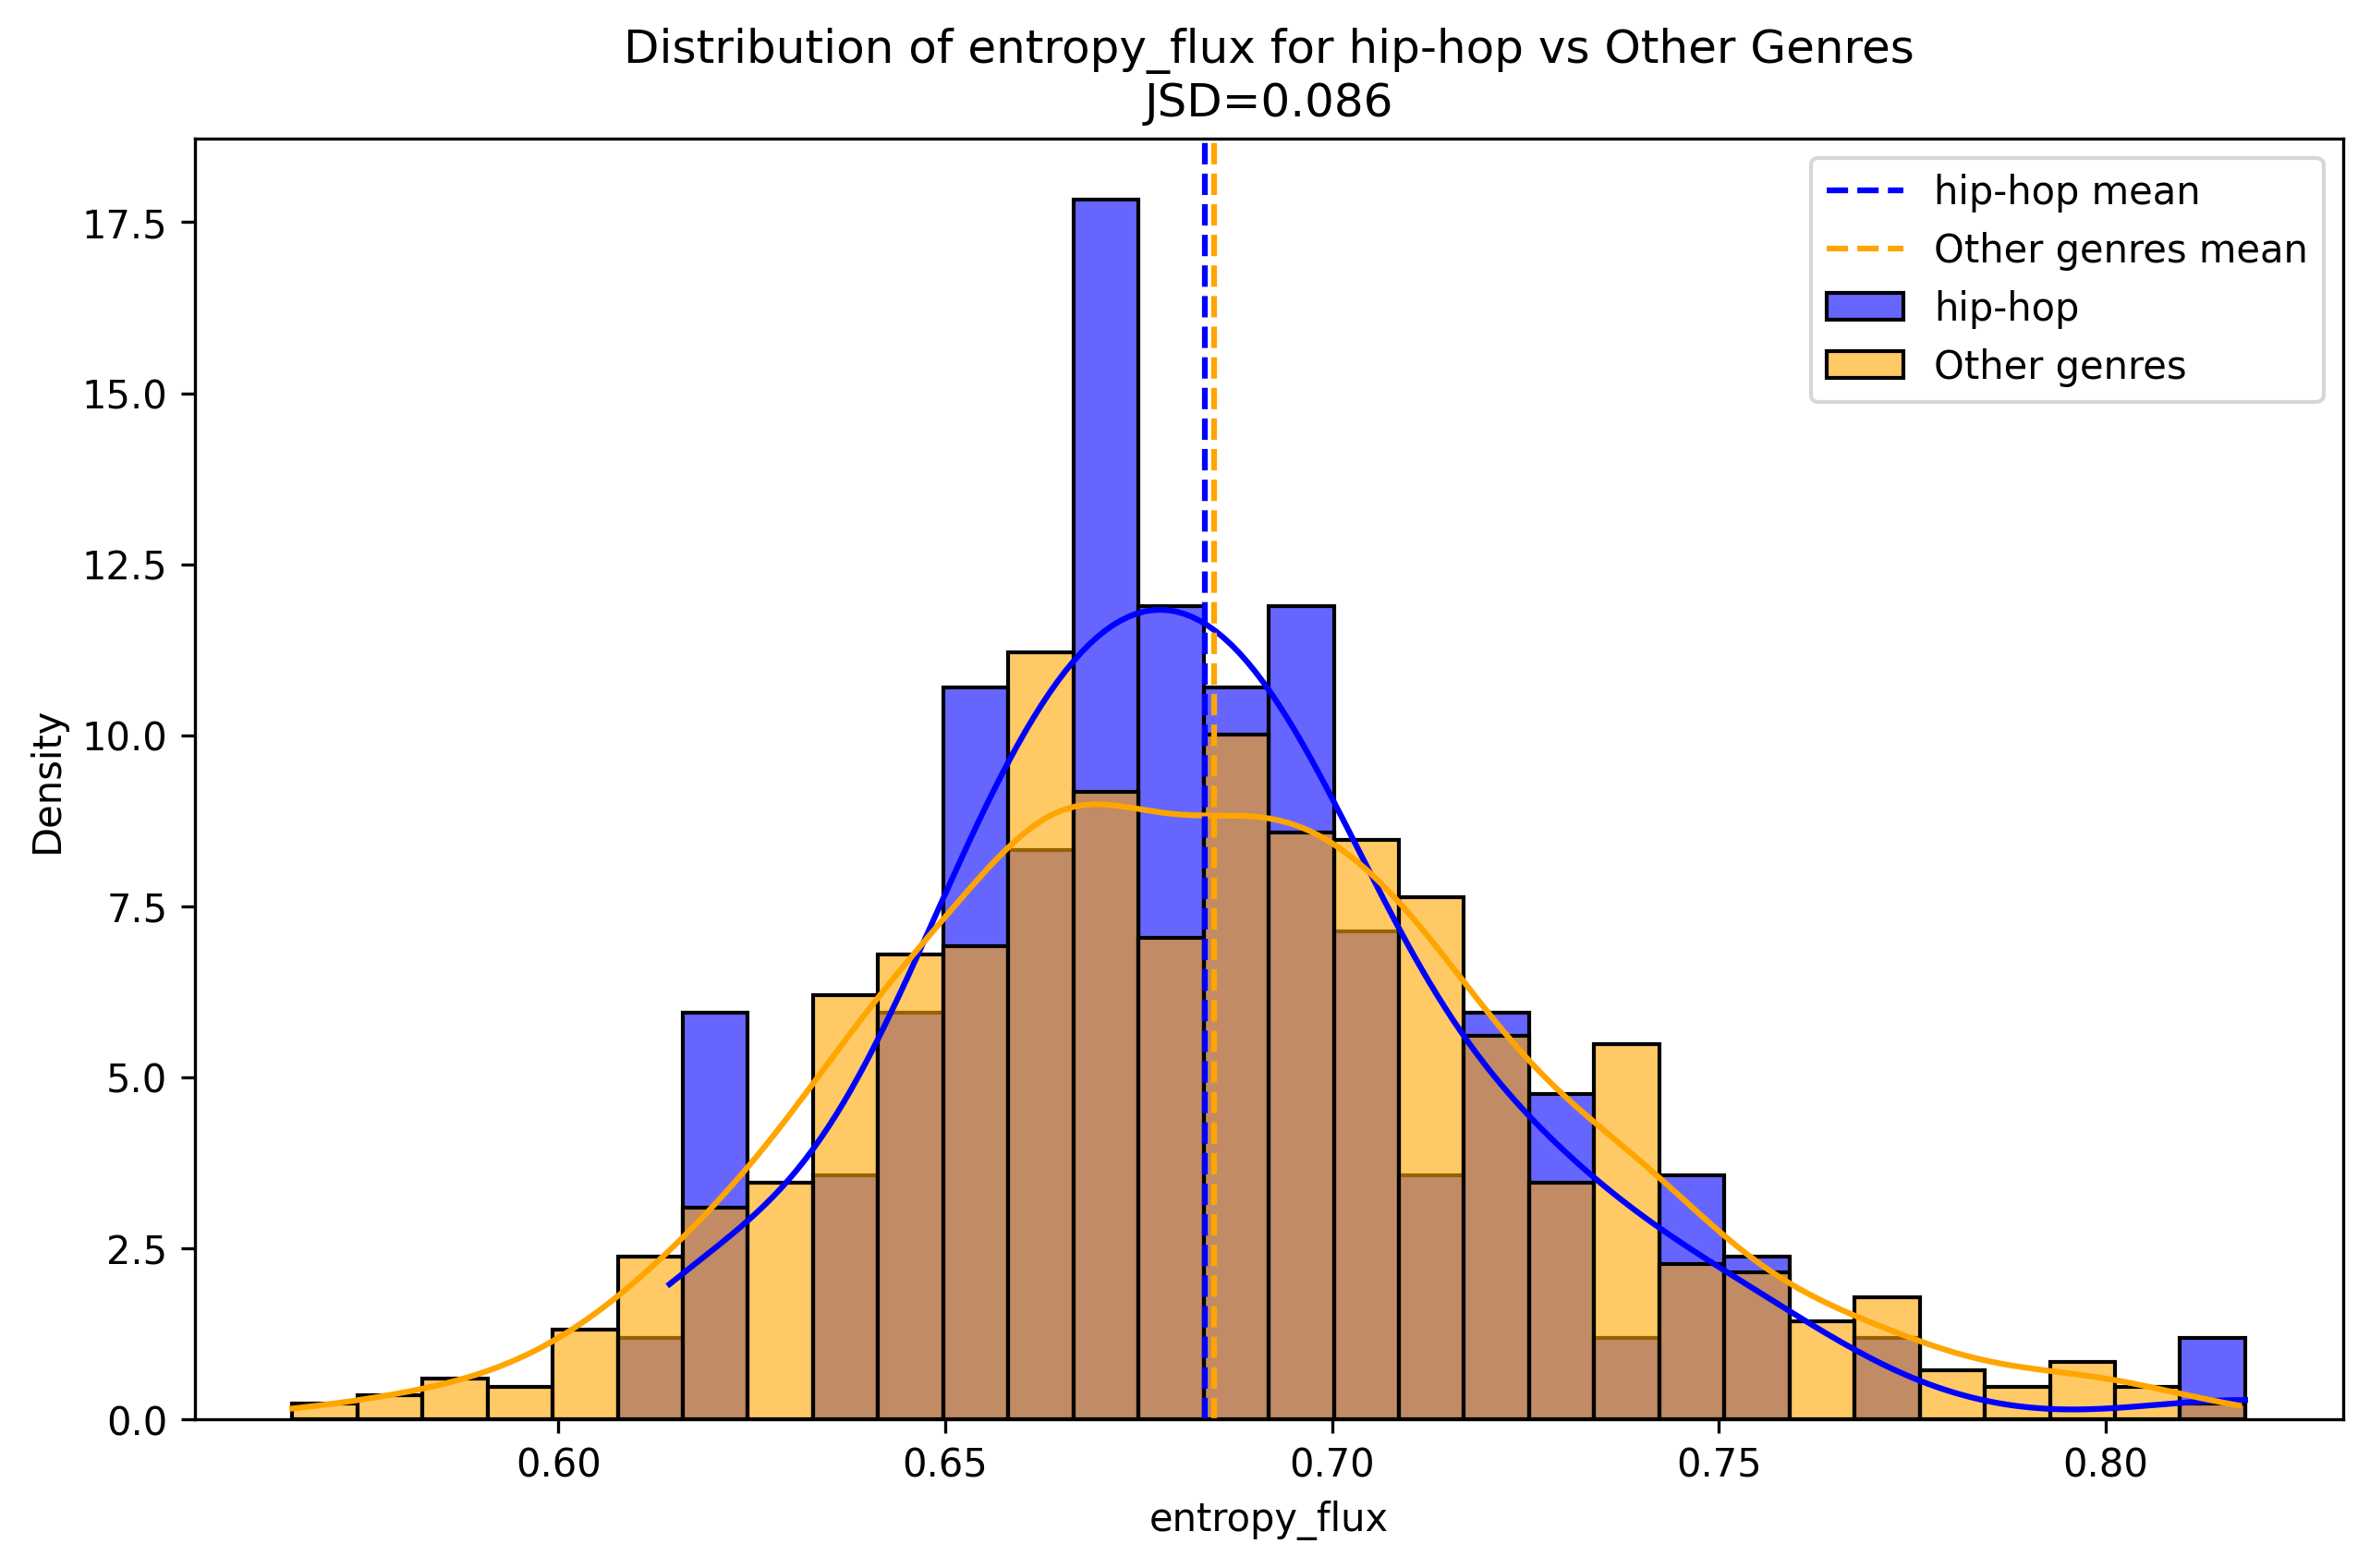 Distribution of entropy_flux for hip-hop vs Other Genres
JSD=0.086
hip-hop mean
Other genres mean
hip-hop
Other genres
Density
17.5
15.0
12.5
10.0
7.5
5.0
2.5
0.0
0.60 0.65 0.70 0.75 0.80
entropy_flux